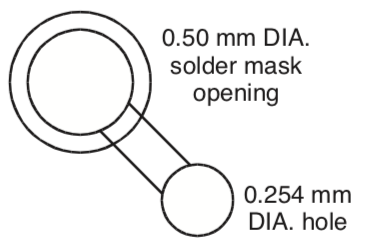 0.50 mm DIA.
solder mask
opening
0.254 mm
DIA. hole